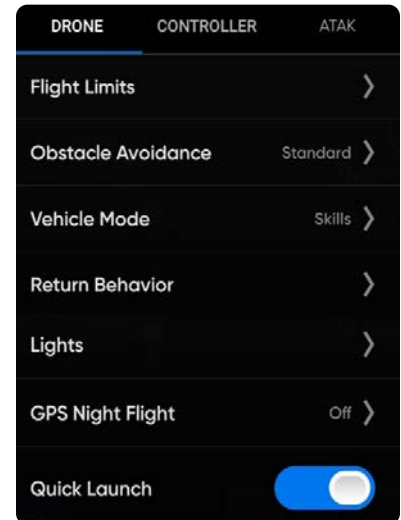 DRONE CONTROLLER ATAK
Flight Limits
Obstacle Avoidance Standard
Vehicle Mode Skills
Return Behavior
Lights
GPS Night Flight Off
Quick Launch